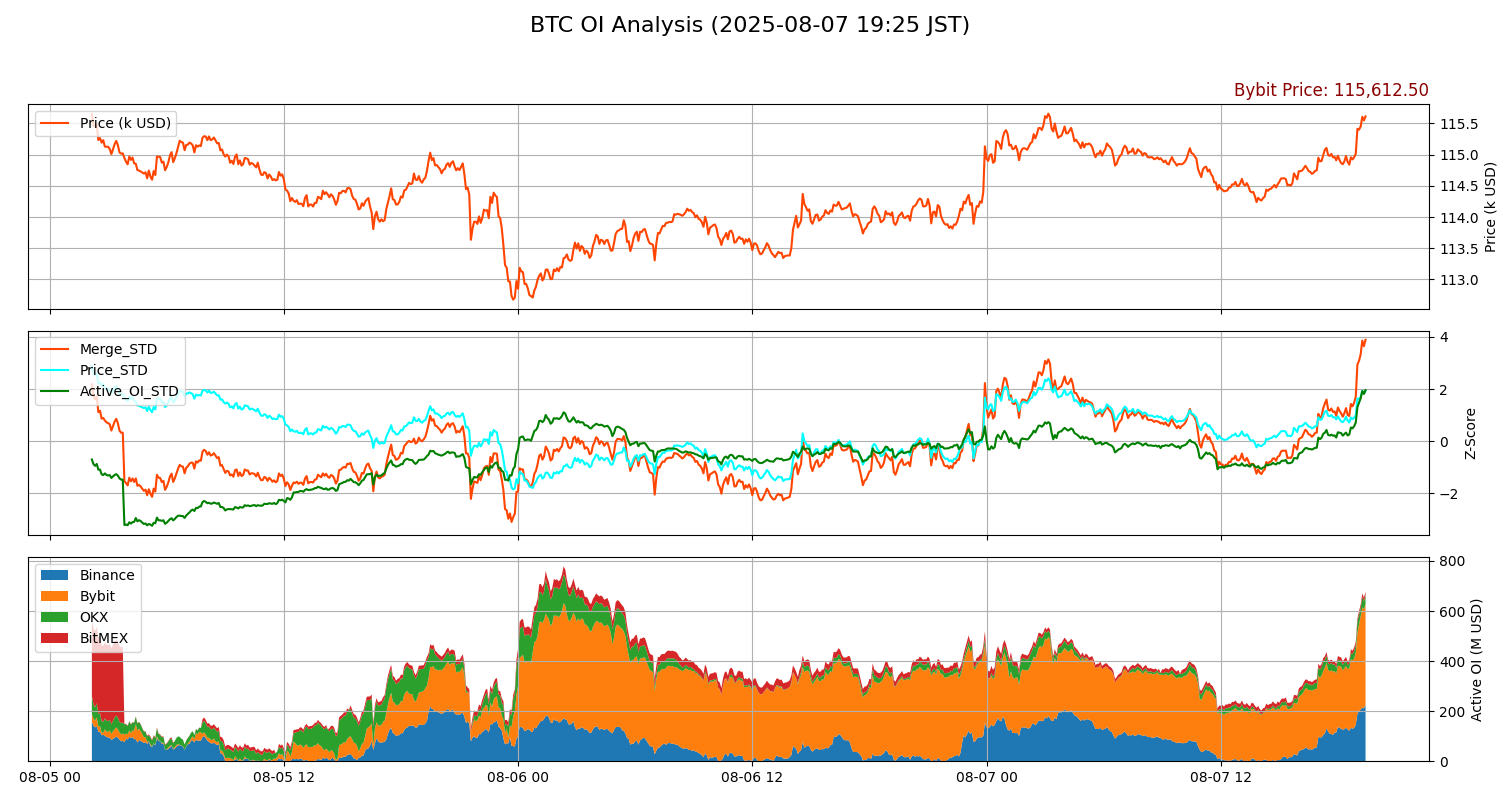 BTC OI Analysis (2025-08-07 19:25 JST)
Bybit Price: 115,612.50
Price (k USD)
115.5
115.0
114.5
114.0
113.5
113.0
Price (k USD)
Merge_STD
Price_STD
Active_OI_STD
4
2
0
−2
Z-Score
Binance
Bybit
OKX
BitMEX
800
600
400
200
0
Active OI (M USD)
08-05 00
08-05 12
08-06 00
08-06 12
08-07 00
08-07 12